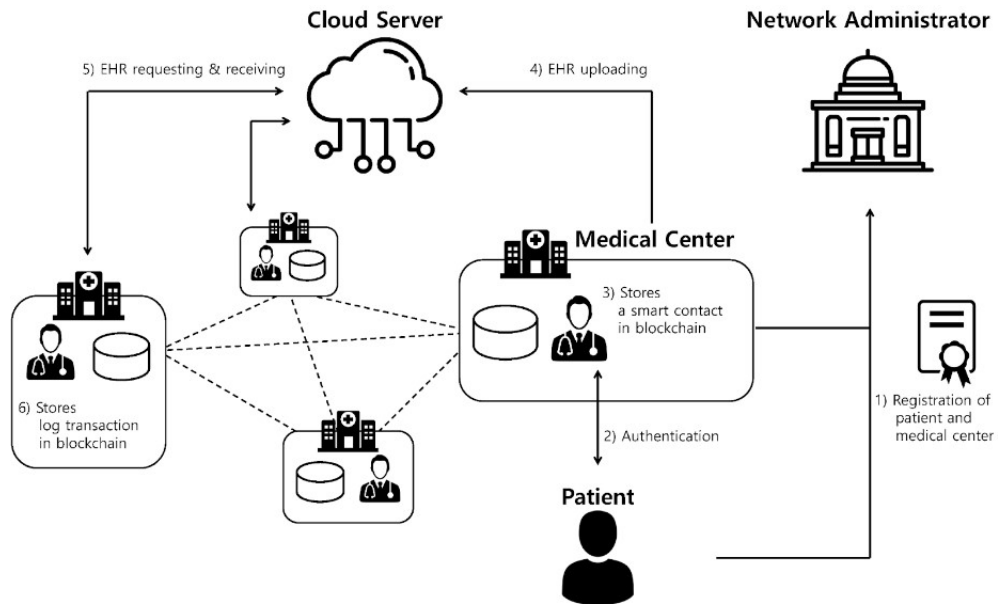 Cloud Server
Network Administrator
5) EHR requesting & receiving
4) EHR uploading
Medical Center
3) Stores
a smart contact
in blockchain
6) Stores
log transaction
in blockchain
1) Registration of
patient and
medical center
2) Authentication
Patient